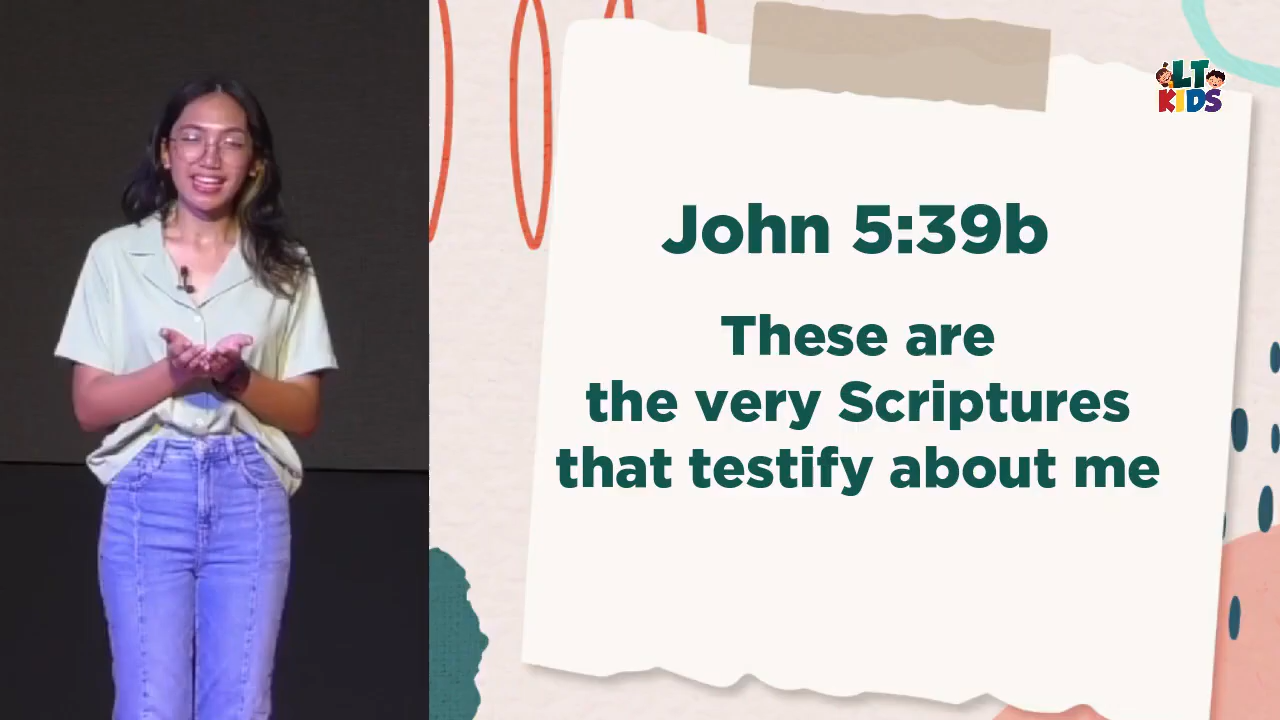 LT
KIDS
John 5:39b
These are
the very Scriptures
that testify about me